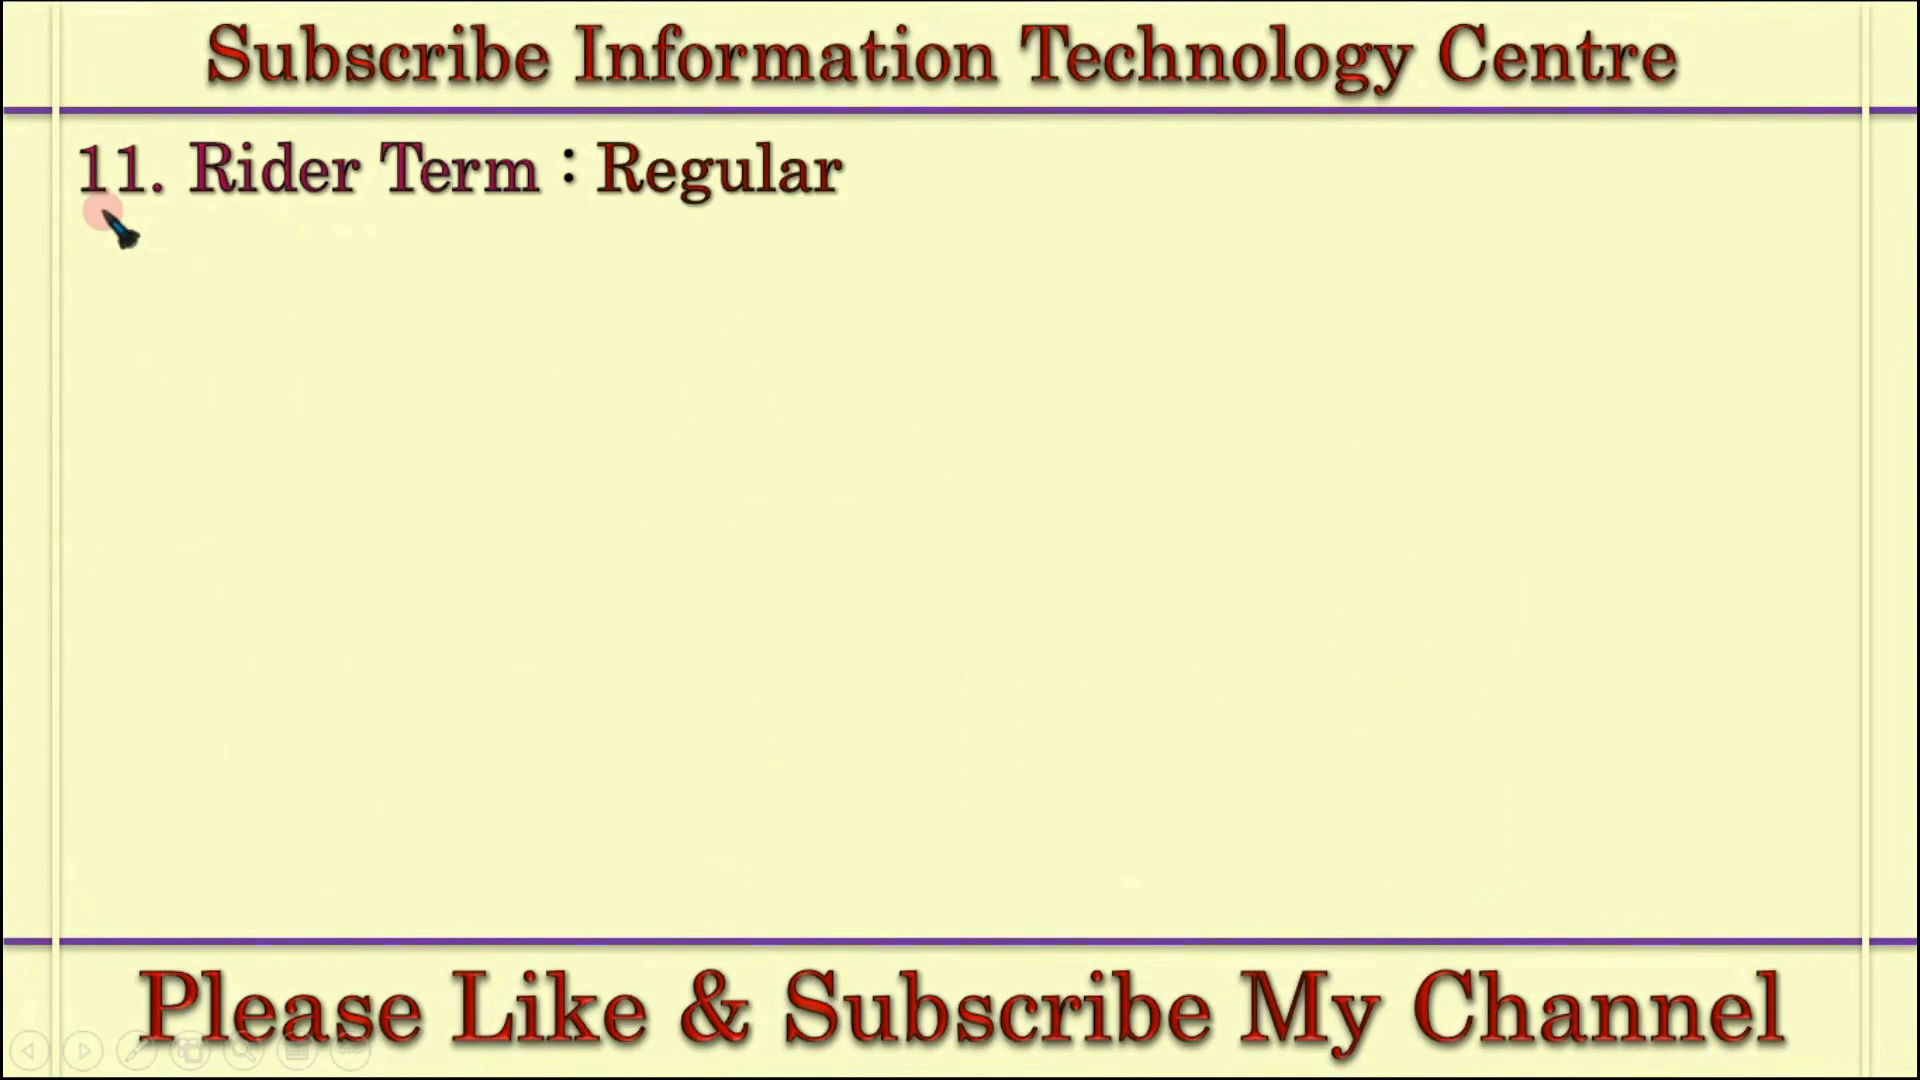 Subscribe Information Technology Centre
11. Rider Term : Regular
Please Like & Subscribe My Channel